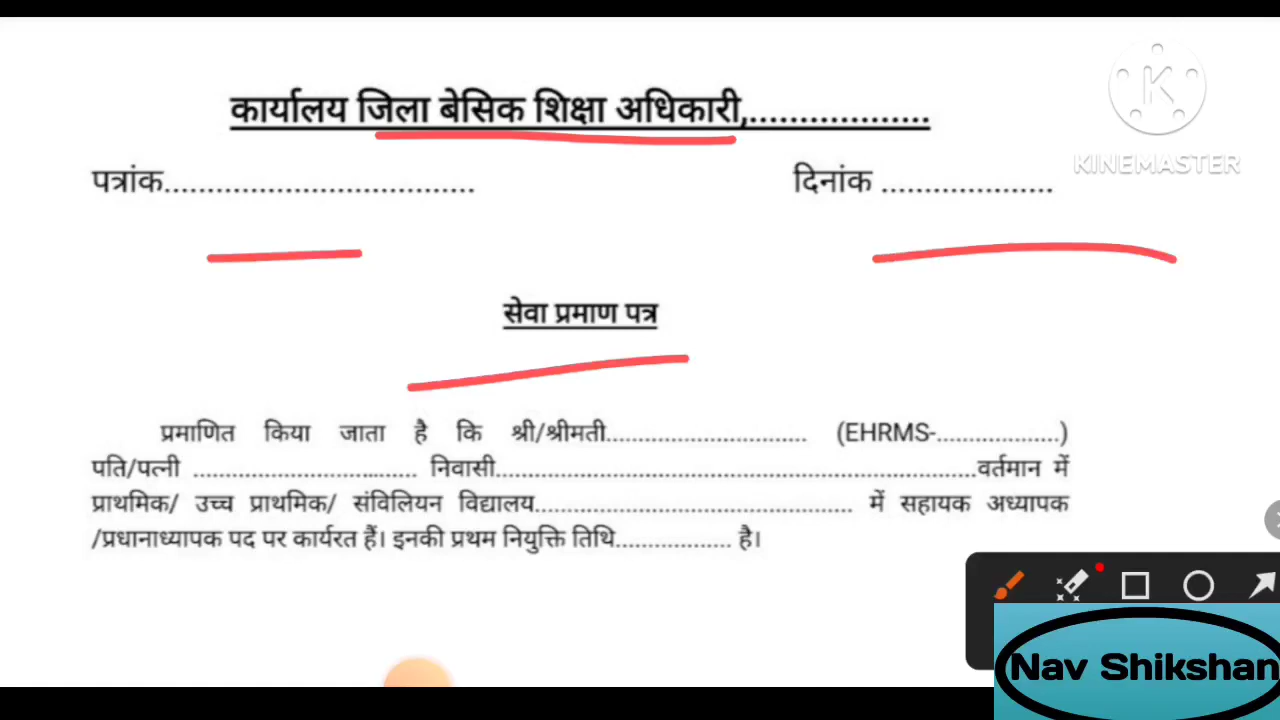 कार्यालय जिला बेसिक शिक्षा अधिकारी,...................
KINEMASTER
पत्रांक..................................... दिनांक ....................
सेवा प्रमाण पत्र
प्रमाणित किया जाता है कि श्री/श्रीमती............................. (EHRMS-..................)
पति/पत्नी ................................ निवासी......................................................................वर्तमान में
प्राथमिक/ उच्च प्राथमिक/ संविलियन विद्यालय.............................................. में सहायक अध्यापक
/प्रधानाध्यापक पद पर कार्यरत हैं। इनकी प्रथम नियुक्ति तिथि................. है।
Nav Shikshan